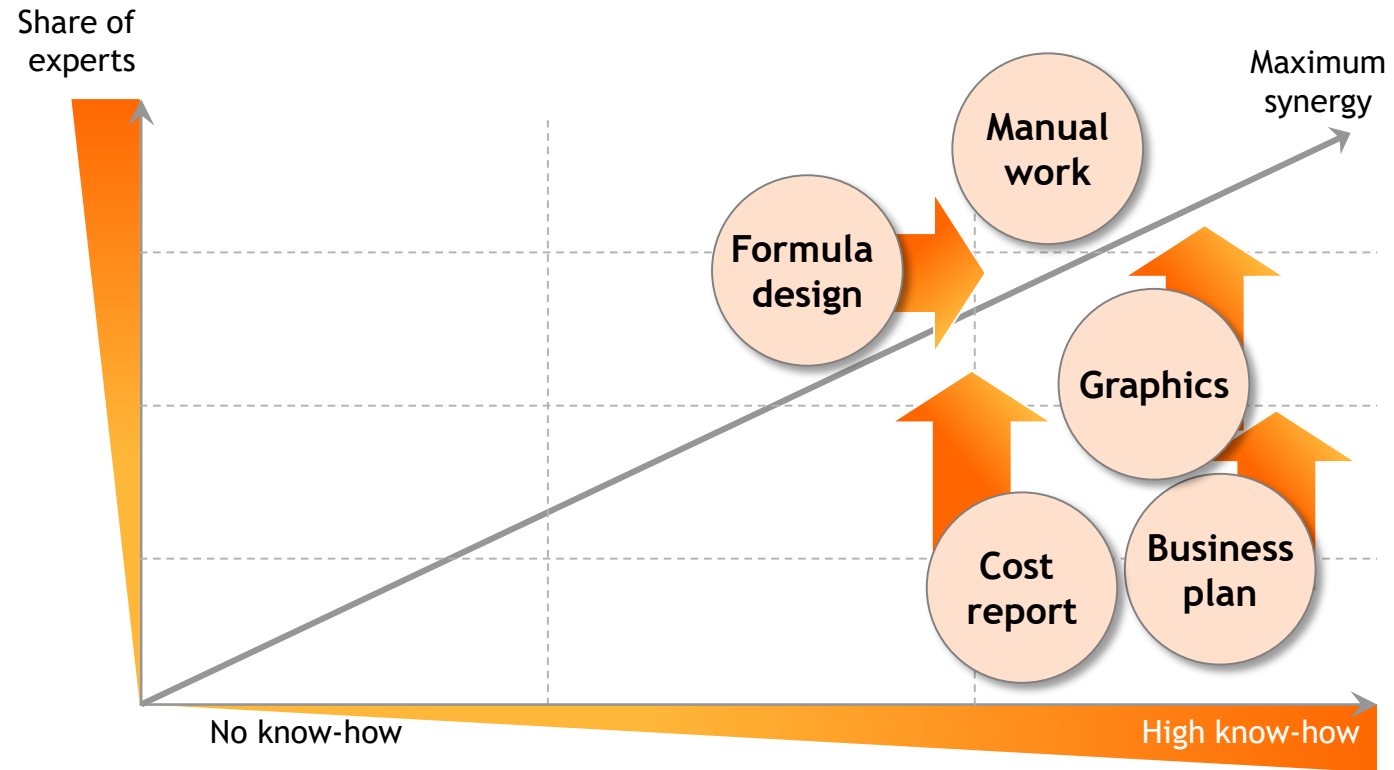 Share of
experts
Maximum
synergy
Manual
work
Formula
design
Graphics
Business
plan
Cost
report
No know-how
High know-how